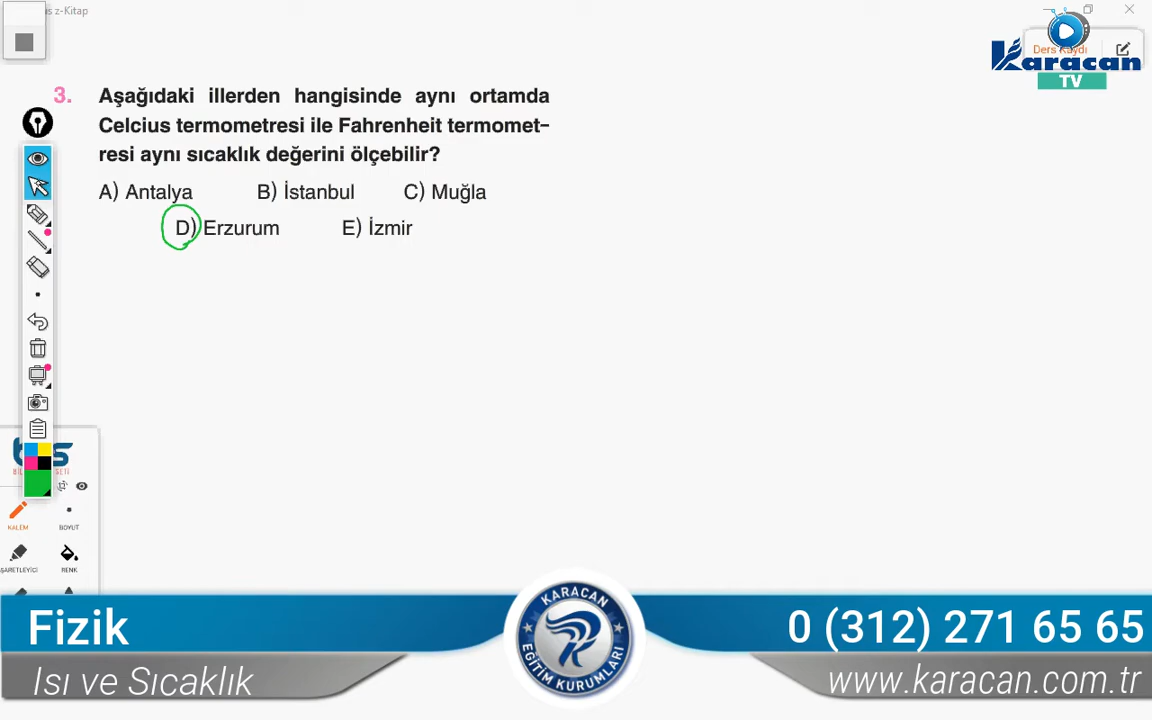 us z-Kitap
Ders Kaydı
Karacan
TV
3. Aşağıdaki illerden hangisinde aynı ortamda
Celcius termometresi ile Fahrenheit termomet-
resi aynı sıcaklık değerini ölçebilir?
A) Antalya B) İstanbul C) Muğla
D) Erzurum E) İzmir
KALEM BOYUT
ŞARETLEYİCİ RENK
Fizik
Isı ve Sıcaklık
KARACAN
EĞİTİM KURUMLARI
0 (312) 271 65 65
www.karacan.com.tr